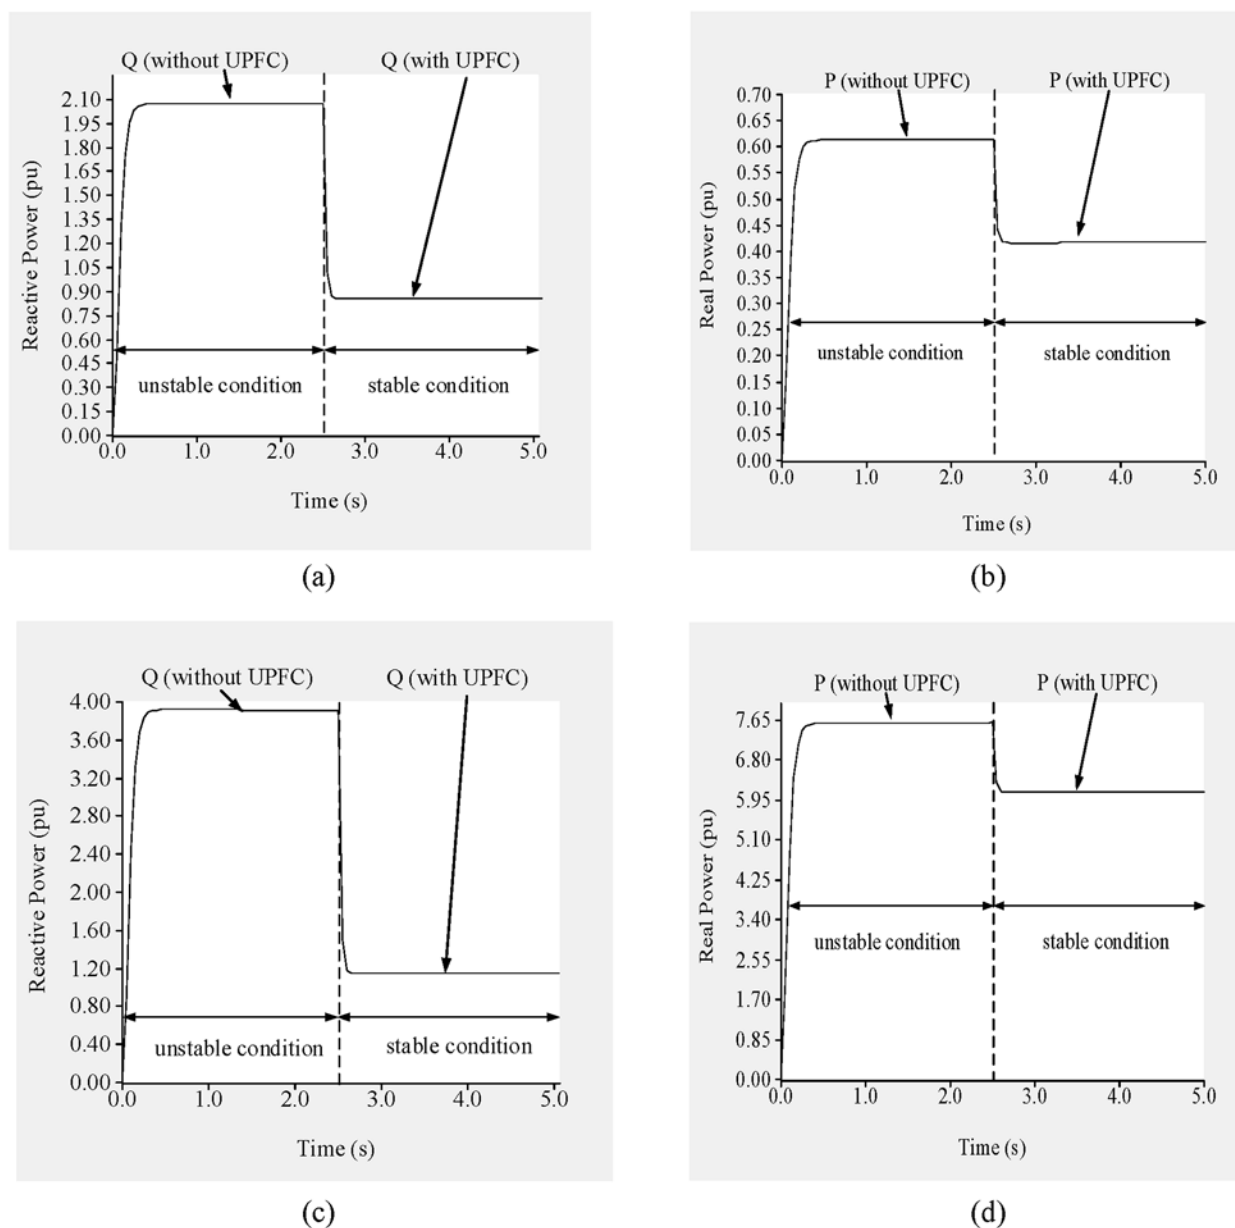 Q (without UPFC)
Q (with UPFC)
2.10
1.95
1.80
1.65
1.50
1.35
1.20
1.05
0.90
0.75
0.60
0.45
0.30
0.15
0.00
Reactive Power (pu)
unstable condition
stable condition
0.0 1.0 2.0 3.0 4.0 5.0
Time (s)
(a)
P (without UPFC)
P (with UPFC)
0.70
0.65
0.60
0.55
0.50
0.45
0.40
0.35
0.30
0.25
0.20
0.15
0.10
0.05
0.00
Real Power (pu)
unstable condition
stable condition
0.0 1.0 2.0 3.0 4.0 5.0
Time (s)
(b)
Q (without UPFC)
Q (with UPFC)
4.00
3.60
3.20
2.80
2.40
2.00
1.60
1.20
0.80
0.40
0.00
Reactive Power (pu)
unstable condition
stable condition
0.0 1.0 2.0 3.0 4.0 5.0
Time (s)
(c)
P (without UPFC)
P (with UPFC)
7.65
6.80
5.95
5.10
4.25
3.40
2.55
1.70
0.85
0.00
Real Power (pu)
unstable condition
stable condition
0.0 1.0 2.0 3.0 4.0 5.0
Time (s)
(d)